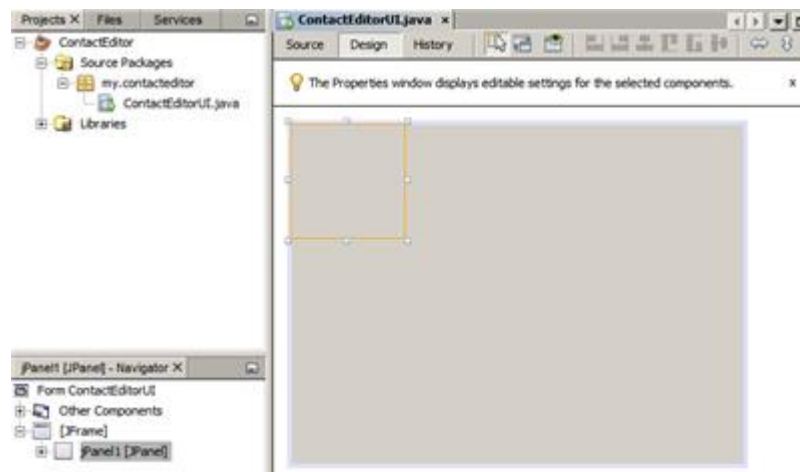 Projects Files Services
ContactEditor
Source Packages
my.contacteditor
ContactEditorUI.java
Libraries
jPanel1 [JPanel] - Navigator
Form ContactEditorUI
Other Components
[JFrame]
jPanel1 [JPanel]
ContactEditorUI.java
Source Design History
The Properties window displays editable settings for the selected components.